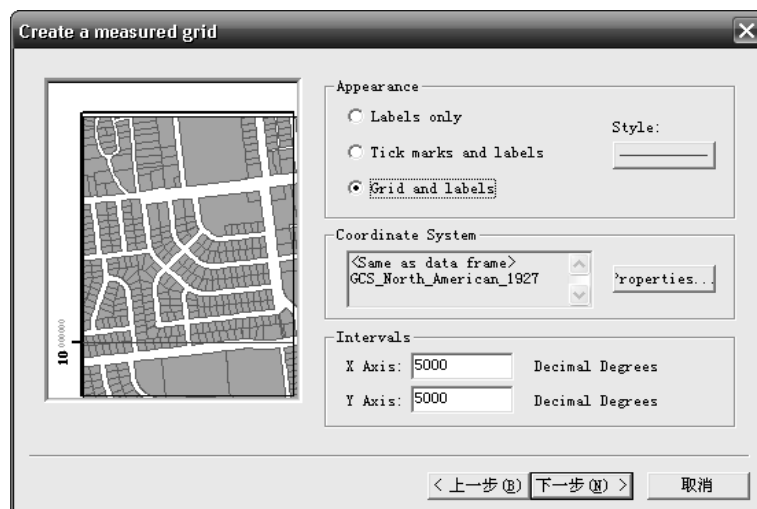 Create a measured grid
Appearance
Labels only
Tick marks and labels
Grid and labels
Style:
Coordinate System
<Same as data frame>
GCS_North_American_1927
Properties...
Intervals
X Axis: 5000 Decimal Degrees
Y Axis: 5000 Decimal Degrees
10 000000
< 上一步(B)
下一步(N) >
取消